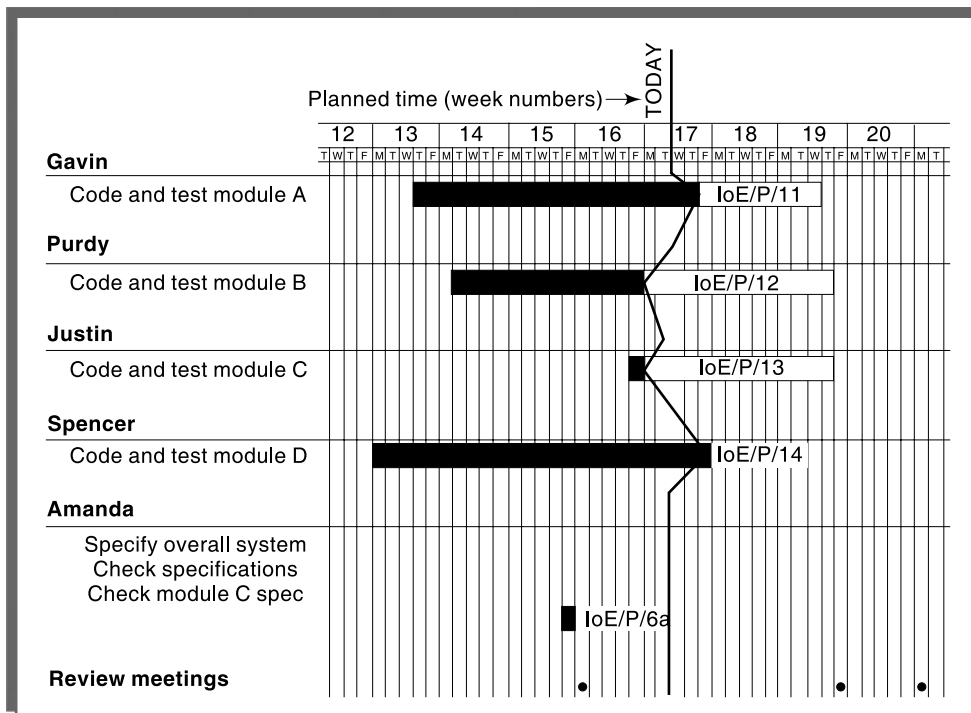 TODAY
Planned time (week numbers)
12 13 14 15 16 17 18 19 20
T W T F M T W T F M T W T F M T W T F M T W T F M T W T F M T W T F M T W T F M T W T F M T
Gavin
Code and test module A IoE/P/11
Purdy
Code and test module B IoE/P/12
Justin
Code and test module C IoE/P/13
Spencer
Code and test module D IoE/P/14
Amanda
Specify overall system
Check specifications
Check module C spec
IoE/P/6a
Review meetings